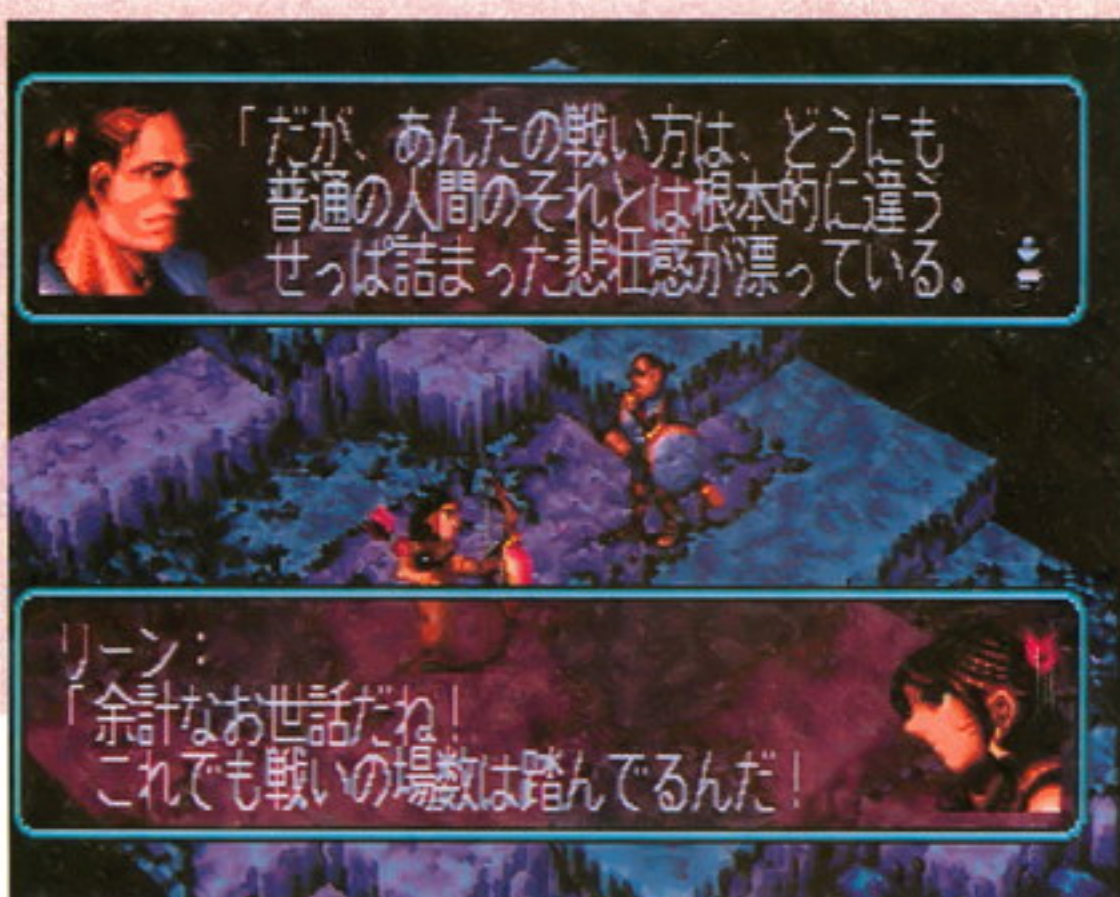 「だが、あんたの戦い方は、どうにも
普通の人間のそれとは根本的に違う
せっぱ詰まった悲壮感が漂っている。
リーン：
「余計なお世話だね！
これでも戦いの場数は踏んでるんだ！